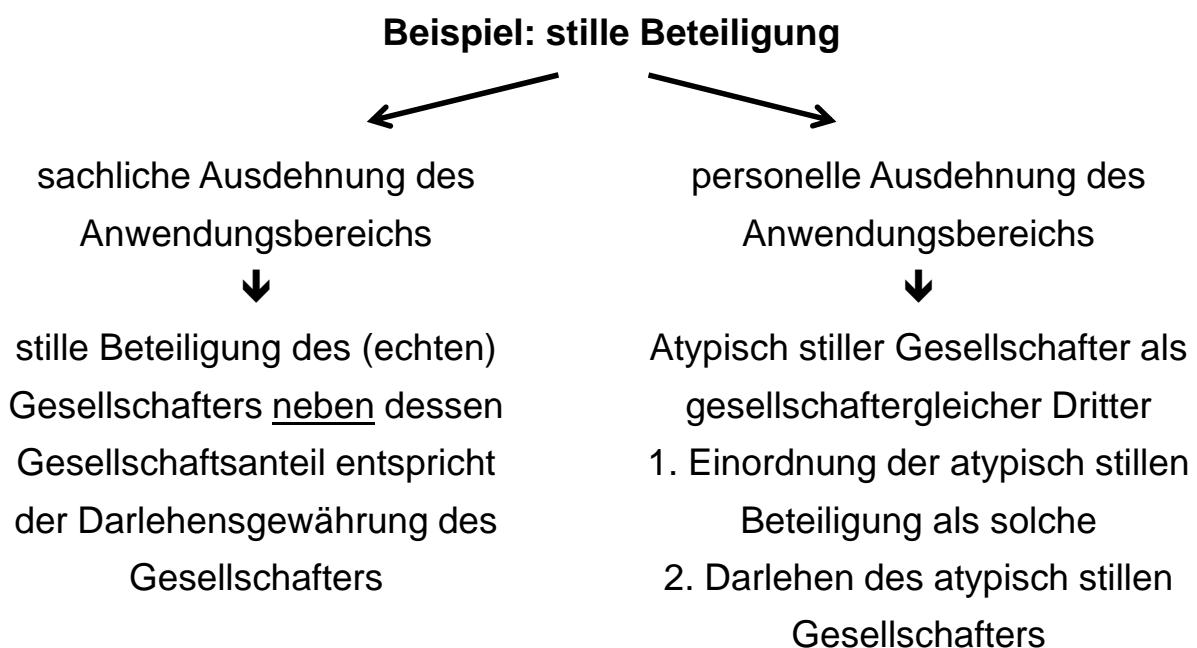 Beispiel: stille Beteiligung
sachliche Ausdehnung des
Anwendungsbereichs
stille Beteiligung des (echten)
Gesellschafters neben dessen
Gesellschaftsanteil entspricht
der Darlehensgewährung des
Gesellschafters
personelle Ausdehnung des
Anwendungsbereichs
Atypisch stiller Gesellschafter als
gesellschaftergleicher Dritter
1. Einordnung der atypisch stillen
Beteiligung als solche
2. Darlehen des atypisch stillen
Gesellschafters